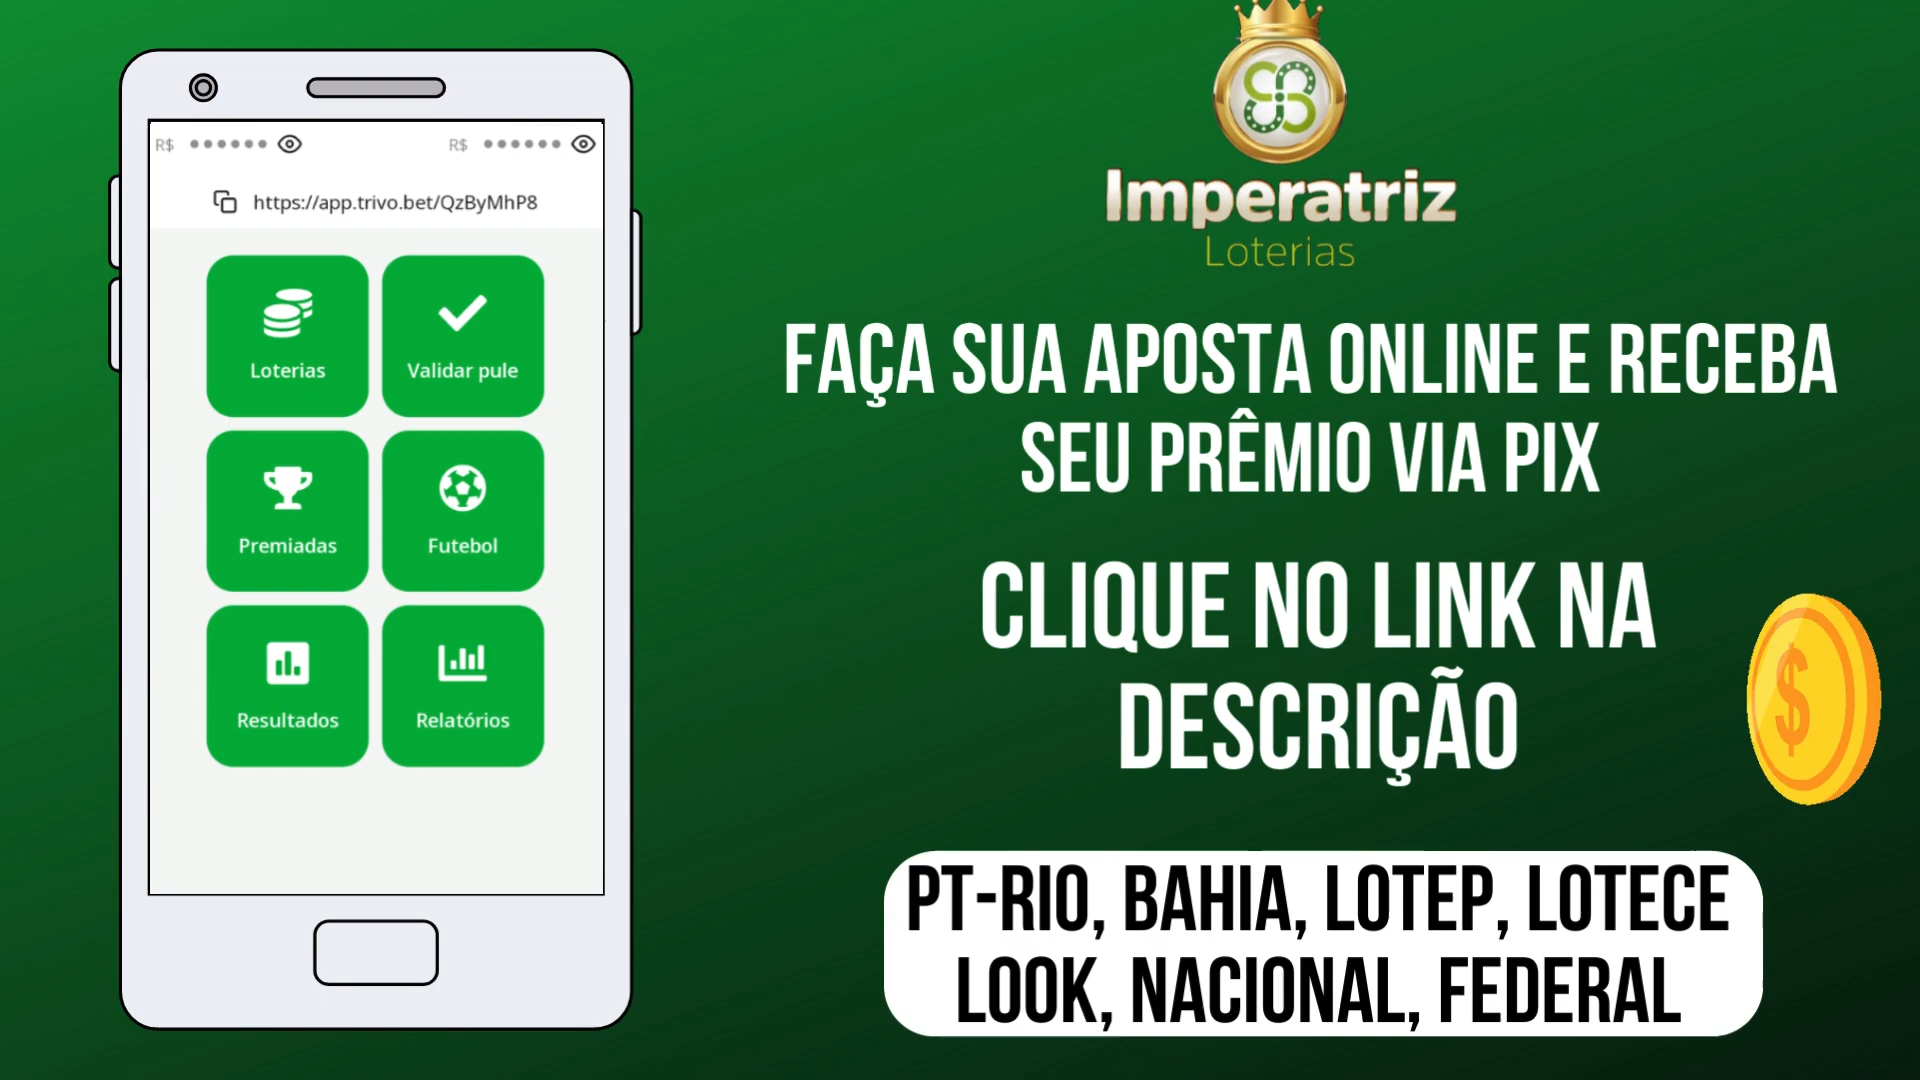 R$ R$
https://app.trivo.bet/QzByMhP8
Loterias Validar pule
Premiadas Futebol
Resultados Relatórios
Imperatriz
Loterias
FAÇA SUA APOSTA ONLINE E RECEBA
SEU PRÊMIO VIA PIX
CLIQUE NO LINK NA
DESCRIÇÃO
$
PT-RIO, BAHIA, LOTEP, LOTECE
LOOK, NACIONAL, FEDERAL